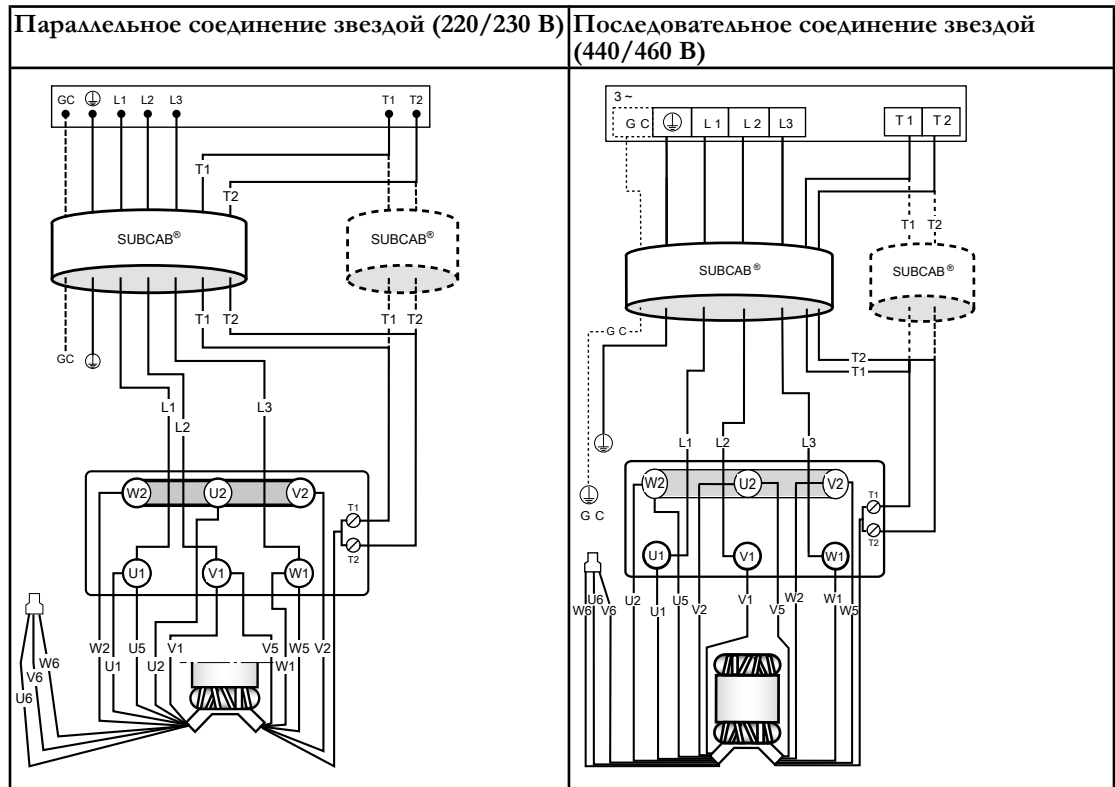 Параллельное соединение звездой (220/230 В)
Последовательное соединение звездой
(440/460 В)
GC L1 L2 L3 T1 T2
T1
T2
SUBCAB® SUBCAB®
T1 T2 T1 T2
GC
L1 L3
L2
W2 U2 V2
T1
T2
U1 V1 W1
W2 U5 V1 V5 W5 V2
U1 U2 W1
W6
V6
U6
3~
G C L 1 L 2 L3 T 1 T 2
T1 T2
SUBCAB® SUBCAB®
G C
T2
T1
L1 L2 L3
W2 U2 V2
T1
T2
G C
U1 V1 W1
W6 U6 V6 U2 U1 U5 V2 V1 V5 W2 W1 W5